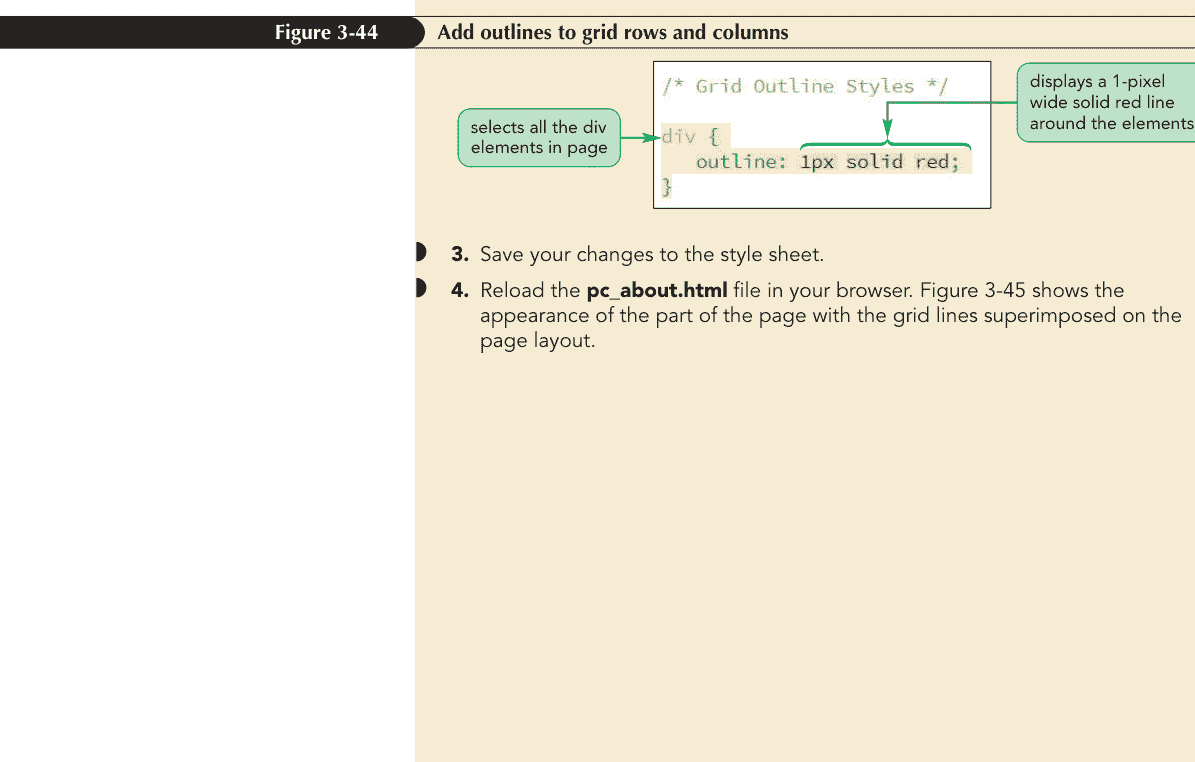 Figure 3-44 Add outlines to grid rows and columns
/* Grid Outline Styles */
displays a 1-pixel
wide solid red line
around the elements
selects all the div
elements in page
div {
outline: 1px solid red;
}
3. Save your changes to the style sheet.
4. Reload the pc_about.html file in your browser. Figure 3-45 shows the
appearance of the part of the page with the grid lines superimposed on the
page layout.